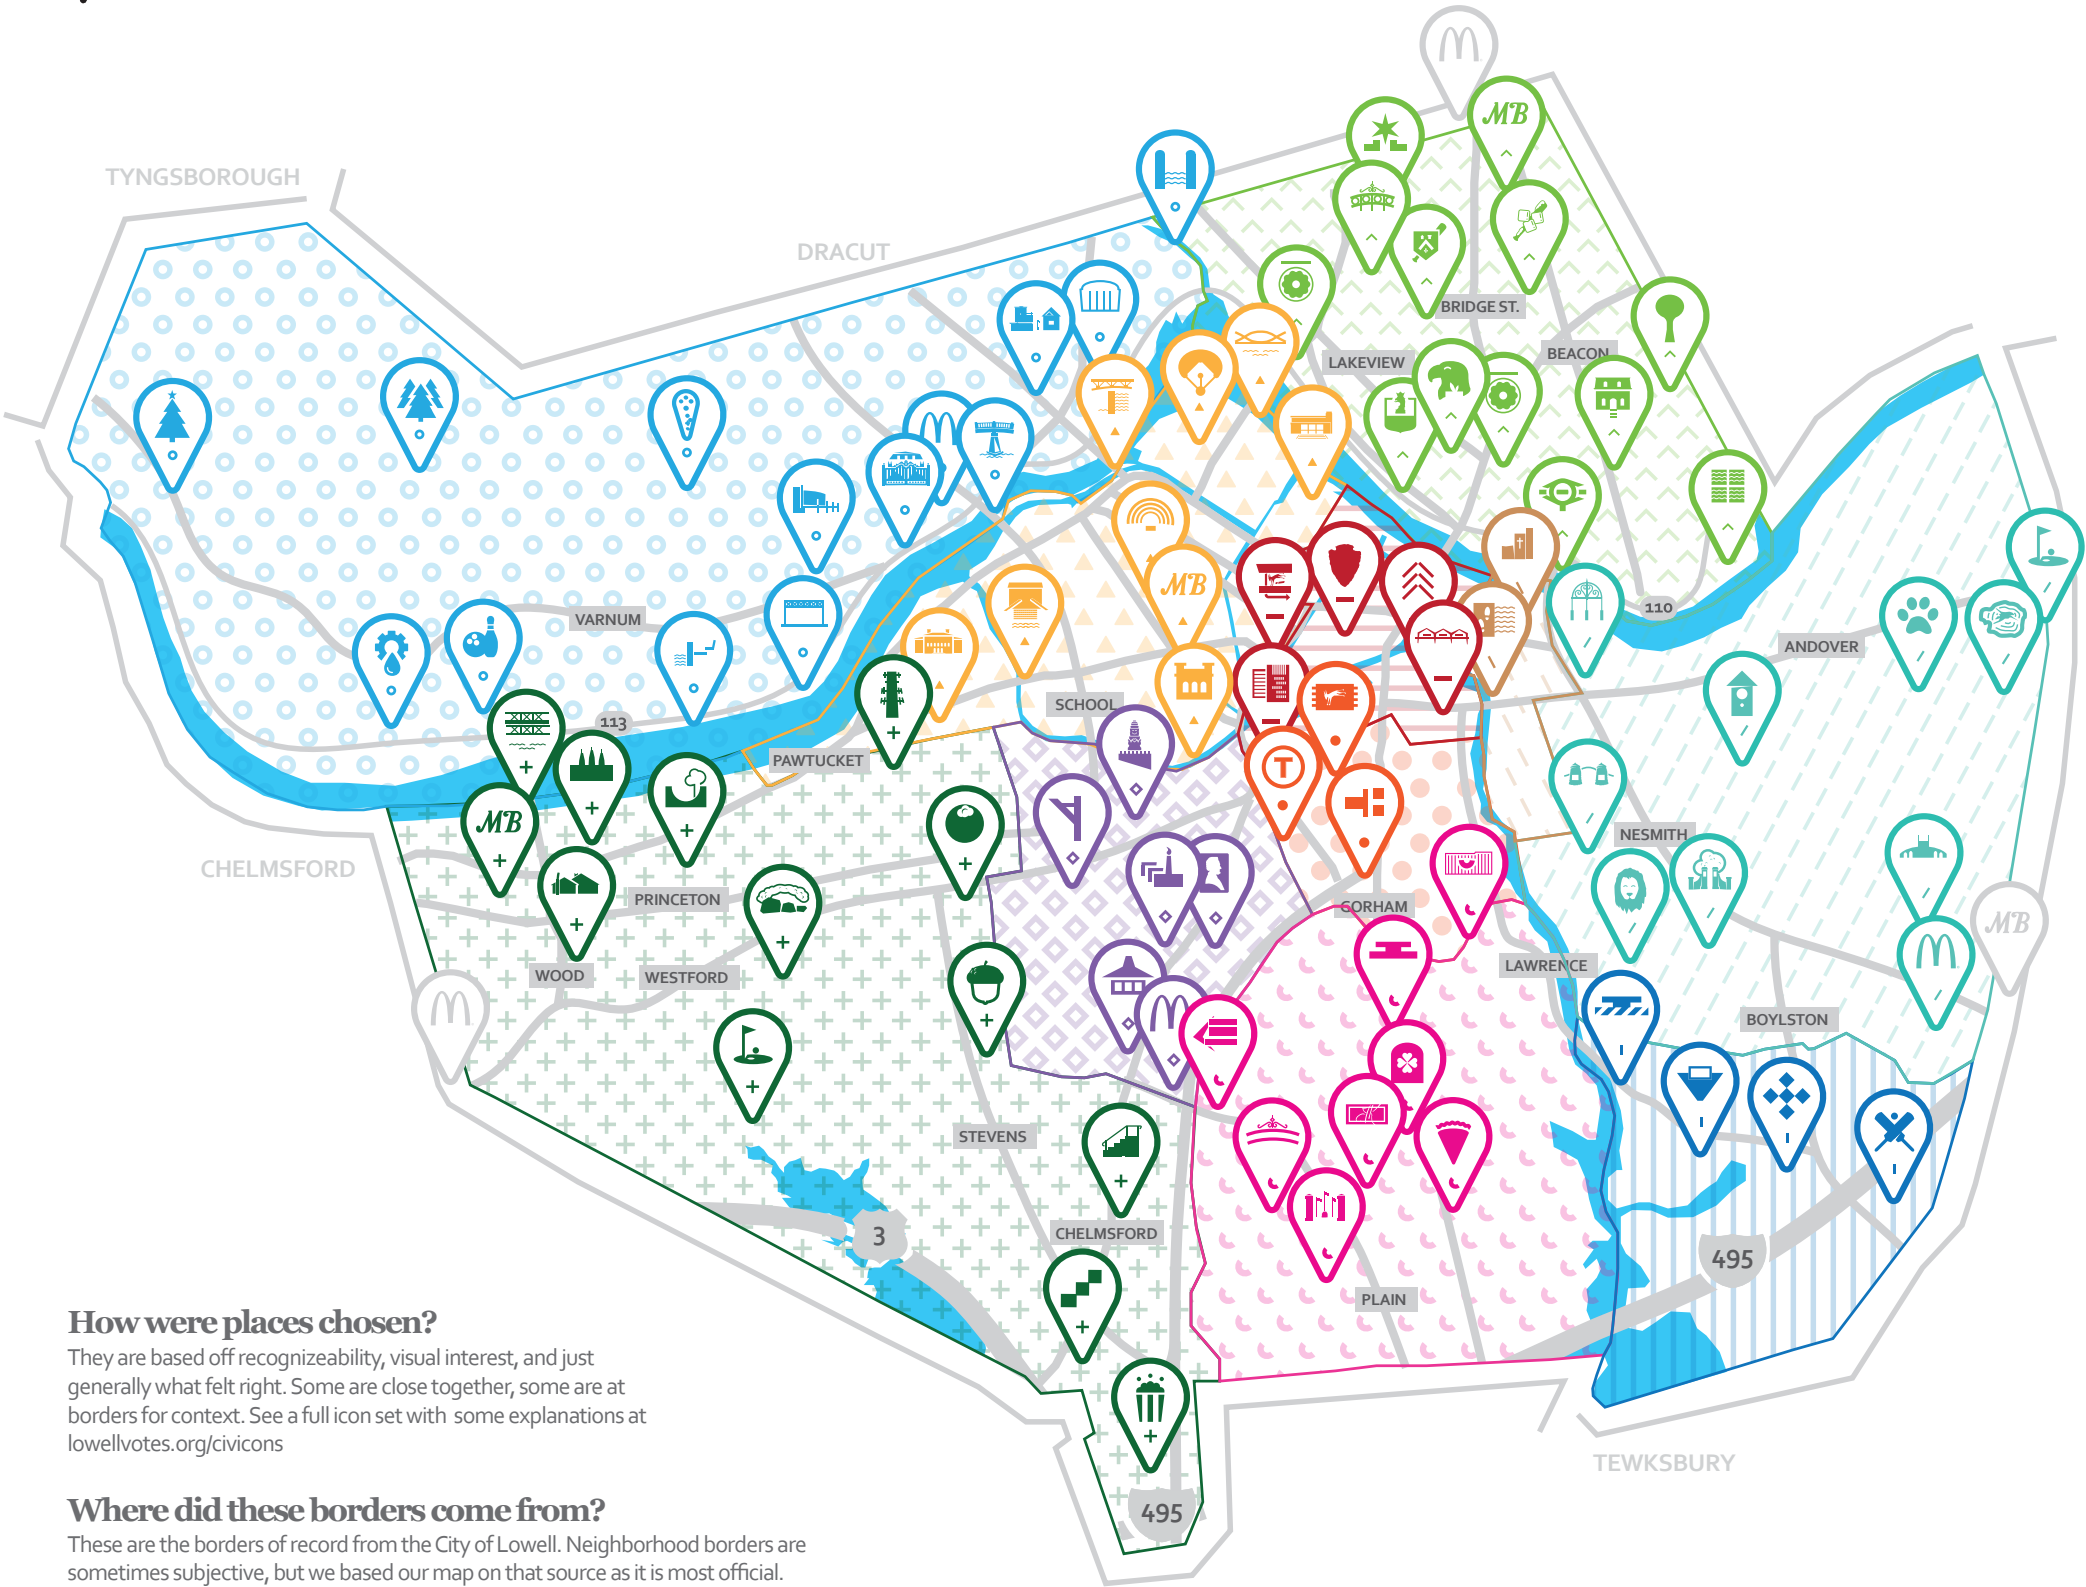 MB
TYNGSBOROUGH
DRACUT
BRIDGE ST.
LAKEVIEW
BEACON
MB
110
VARNUM
ANDOVER
SCHOOL
113
PAWTUCKET
T
MB
NESMITH
CHELMSFORD
PRINCETON
GORHAM
MB
WOOD
WESTFORD
LAWRENCE
BOYLSTON
STEVENS
3
CHELMSFORD
495
PLAIN
How were places chosen?
They are based off recognizeability, visual interest, and just
generally what felt right. Some are close together, some are at
borders for context. See a full icon set with some explanations at
lowellvotes.org/civicons
TEWKSBURY
Where did these borders come from?
495
These are the borders of record from the City of Lowell. Neighborhood borders are
sometimes subjective, but we based our map on that source as it is most official.